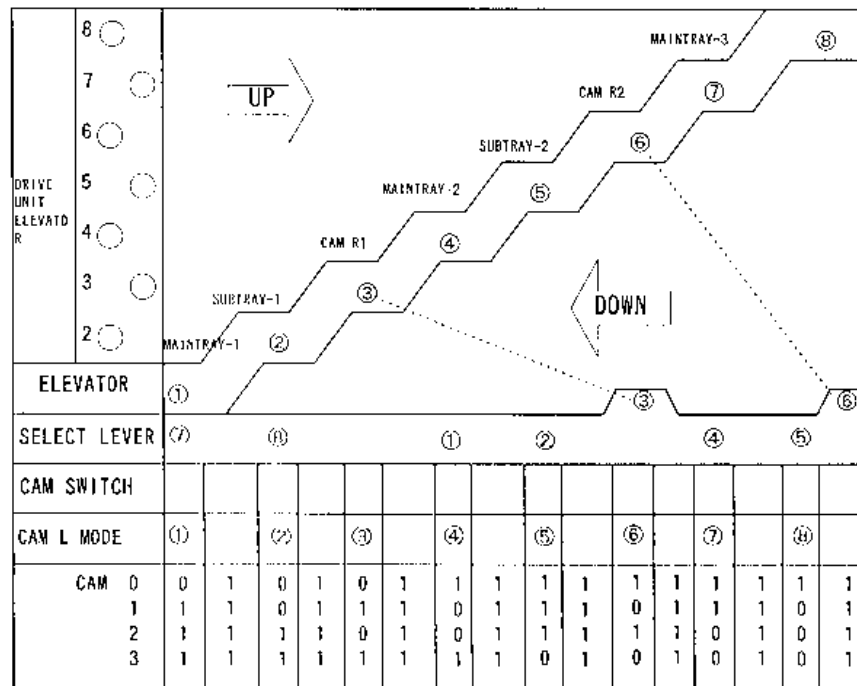 8
MAINTRAY-3
⑧
7
UP
CAM R2
⑦
6
SUBTRAY-2
⑥
5
MAINTRAY-2
⑤
DRIVE
UNIT
ELEVATO
R
4
CAM R1
④
3
SUBTRAY-1
③
DOWN
2
MAINTRAY-1
②
ELEVATOR ① ③ ⑥
SELECT LEVER ⑦ ⑧ ① ② ④ ⑤
CAM SWITCH
CAM L MODE ① ② ③ ④ ⑤ ⑥ ⑦ ⑧
CAM 0 0 1 0 1 0 1 1 1 1 1 1 1 1 1 1 1
1 1 1 0 1 1 1 0 1 1 1 0 1 1 1 0 1
2 1 1 1 1 0 1 0 1 1 1 1 1 0 1 0 1
3 1 1 1 1 1 1 1 1 0 1 0 1 0 1 0 1